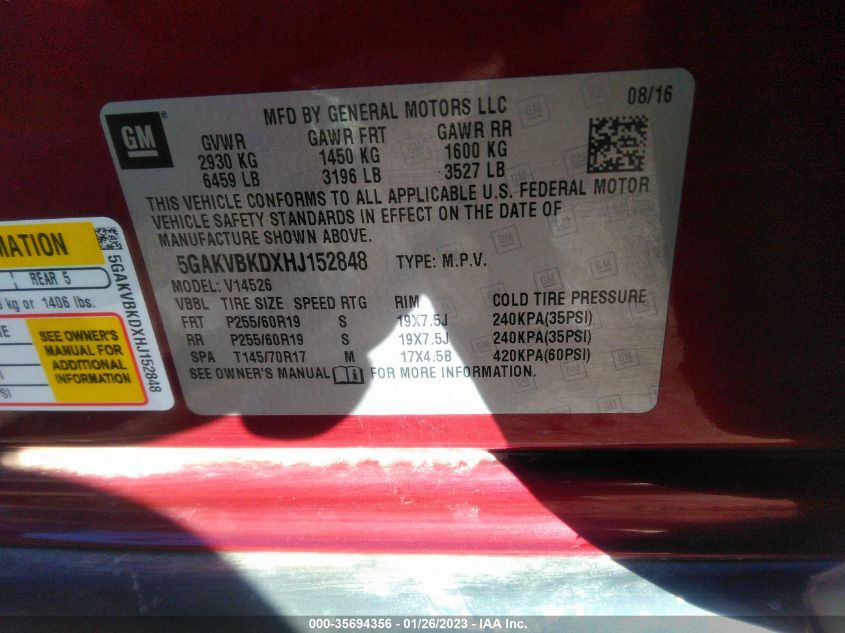 MFD BY GENERAL MOTORS LLC
08/16
GM ®
GVWR GAWR FRT GAWR RR
2930 KG 1450 KG 1600 KG
6459 LB 3196 LB 3527 LB
THIS VEHICLE CONFORMS TO ALL APPLICABLE U.S. FEDERAL MOTOR
VEHICLE SAFETY STANDARDS IN EFFECT ON THE DATE OF
MANUFACTURE SHOWN ABOVE.
5GAKVBKDXHJ152848 TYPE: M.P.V.
MODEL: V14526
VBBL TIRE SIZE SPEED RTG RIM COLD TIRE PRESSURE
FRT P255/60R19 S 19X7.5J 240KPA(35PSI)
RR P255/60R19 S 19X7.5J 240KPA(35PSI)
SPA T145/70R17 M 17X4.5B 420KPA(60PSI)
SEE OWNER'S MANUAL FOR MORE INFORMATION.
MATION
REAR 5
kg or 1406 lbs.
SEE OWNER'S
MANUAL FOR
ADDITIONAL
INFORMATION
5GAKVBKDXHJ152848
000-35694356 - 01/26/2023 - IAA Inc.